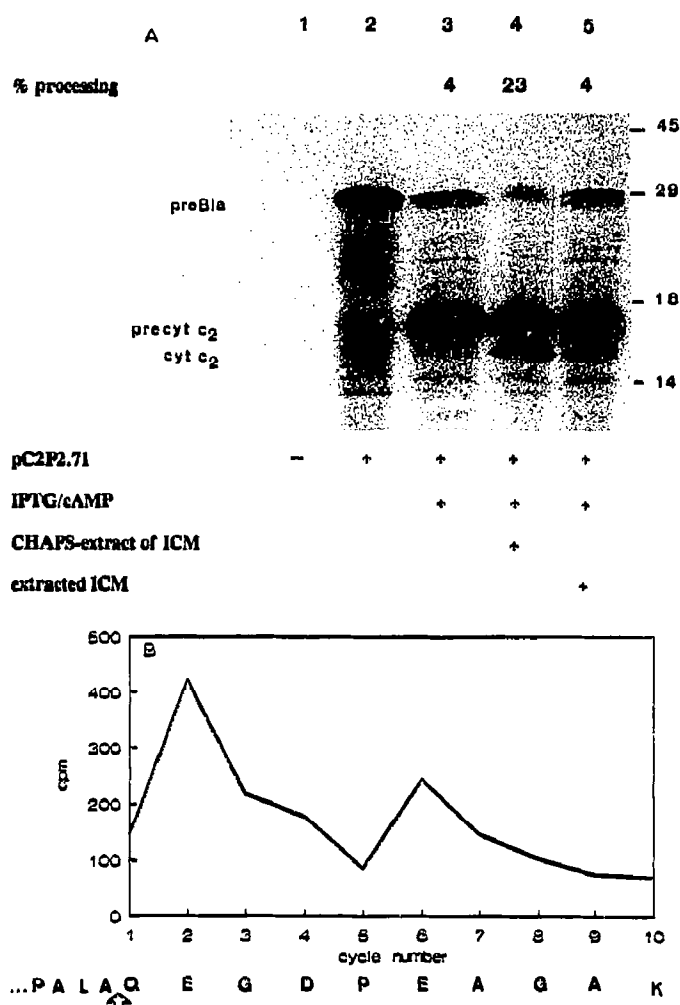 A 1 2 3 4 5
% processing 4 23 4
45
preBla 29
18
precyt c2
cyt c2
14
pC2P2.71 – + + + +
IPTG/cAMP + + +
CHAPS-extract of ICM +
extracted ICM +
B
cpm
600
400
300
200
100
0
1 2 3 4 5 6 7 8 9 10
cycle number
...P A L A Q E G D P E A G A K